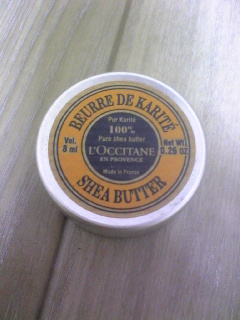 BEURRE DE KARITÉ
Pur Karité
100%
Pure shea butter
Vol.
8 ml
Net Wt.
0.26 OZ.
L'OCCITANE
EN PROVENCE
Made in France
SHEA BUTTER